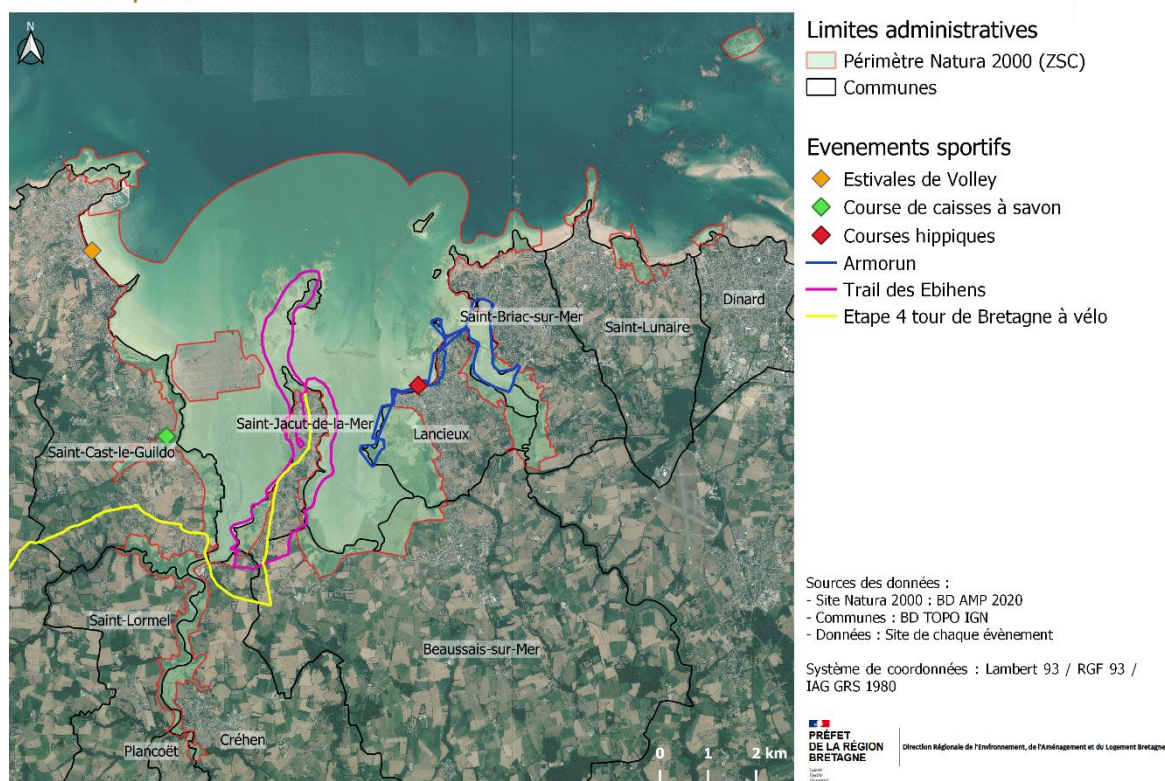 N
Saint-Briac-sur-Mer
Dinard
Saint-Lunaire
Saint-Jacut-de-la-Mer
Lancieux
Saint-Cast-le-Guildo
Saint-Lormel
Beaussais-sur-Mer
Plancoët
Créhen
0 1 2 km
Limites administratives
Périmètre Natura 2000 (ZSC)
Communes
Evenements sportifs
Estivales de Volley
Course de caisses à savon
Courses hippiques
Armorun
Trail des Ebihens
Etape 4 tour de Bretagne à vélo
Sources des données :
- Site Natura 2000 : BD AMP 2020
- Communes : BD TOPO IGN
- Données : Site de chaque évènement
Système de coordonnées : Lambert 93 / RGF 93 /
IAG GRS 1980
PRÉFET
DE LA RÉGION
BRETAGNE
Direction Régionale de l'Environnement, de l'Aménagement et du Logement Bretagne